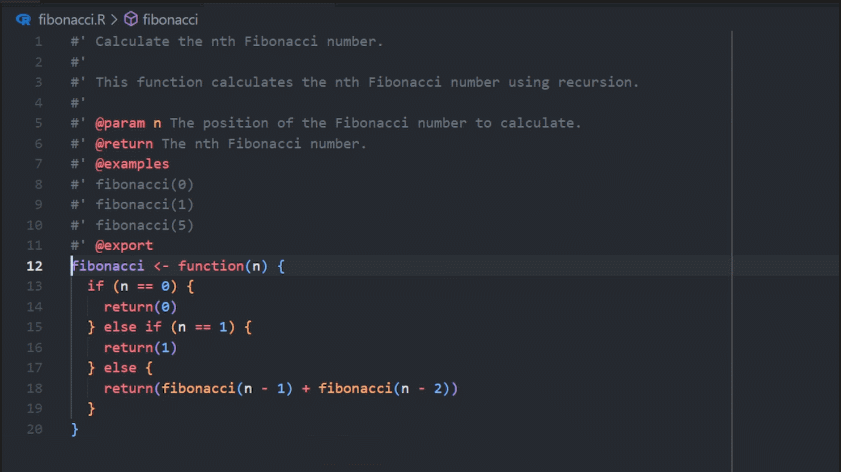 fibonacci.R > fibonacci
1 #' Calculate the nth Fibonacci number.
2 #'
3 #' This function calculates the nth Fibonacci number using recursion.
4 #'
5 #' @param n The position of the Fibonacci number to calculate.
6 #' @return The nth Fibonacci number.
7 #' @examples
8 #' fibonacci(0)
9 #' fibonacci(1)
10 #' fibonacci(5)
11 #' @export
12 fibonacci <- function(n) {
13   if (n == 0) {
14     return(0)
15   } else if (n == 1) {
16     return(1)
17   } else {
18     return(fibonacci(n - 1) + fibonacci(n - 2))
19   }
20 }